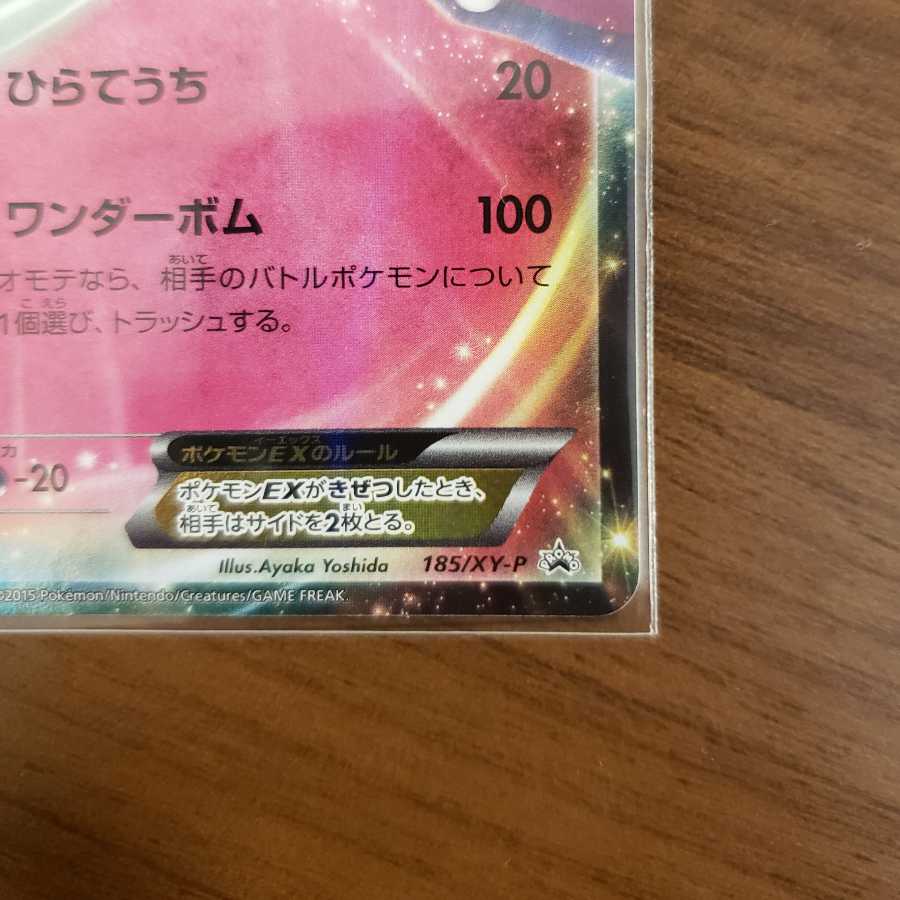 ひらてうち 20
ワンダーボム 100
オモテなら、相手のバトルポケモンについて
あいて
1個選び、トラッシュする。
こ えら
カ
-20
ポケモンEXのルール
イーエックス
ポケモンEXがきぜつしたとき、
相手はサイドを2枚とる。
あいて まい
Illus.Ayaka Yoshida 185/XY-P PROMO
©2015 Pokémon/Nintendo/Creatures/GAME FREAK.